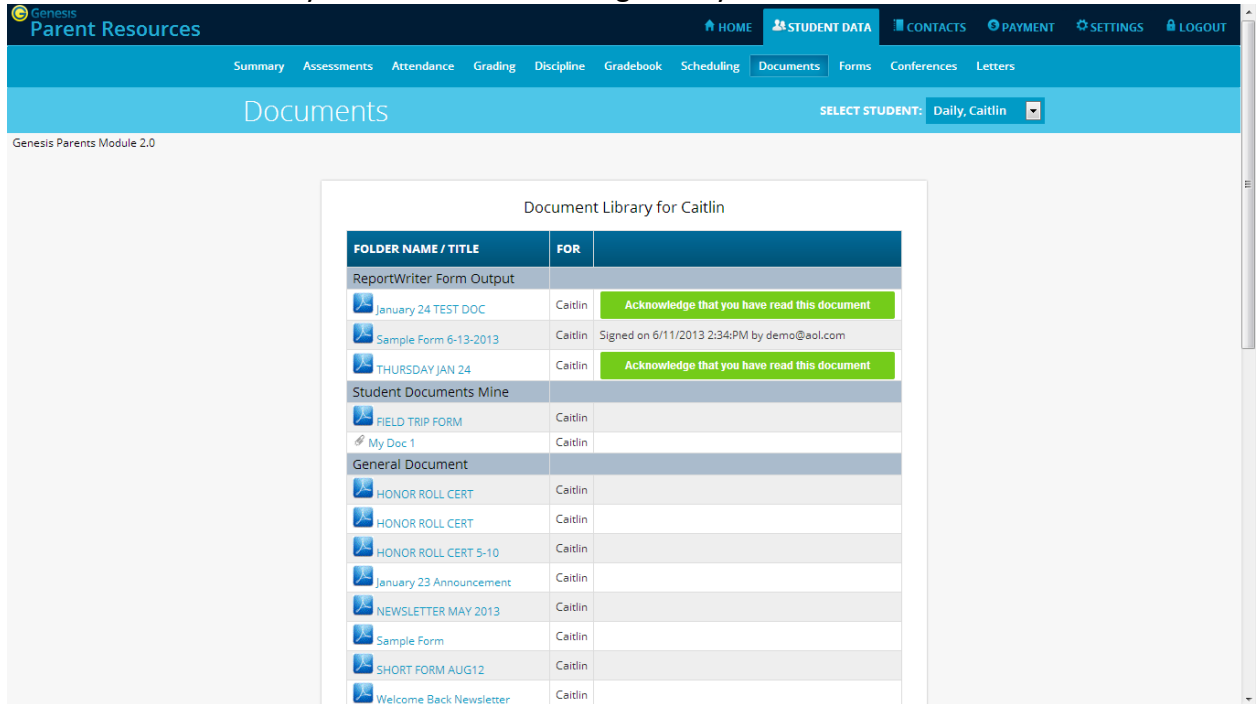 Genesis
Parent Resources
HOME STUDENT DATA CONTACTS PAYMENT SETTINGS LOGOUT
Summary Assessments Attendance Grading Discipline Gradebook Scheduling Documents Forms Conferences Letters
Documents
SELECT STUDENT: Daily, Caitlin
Genesis Parents Module 2.0
Document Library for Caitlin
FOLDER NAME / TITLE FOR
ReportWriter Form Output
January 24 TEST DOC Caitlin Acknowledge that you have read this document
Sample Form 6-13-2013 Caitlin Signed on 6/11/2013 2:34:PM by demo@aol.com
THURSDAY JAN 24 Caitlin Acknowledge that you have read this document
Student Documents Mine
FIELD TRIP FORM Caitlin
My Doc 1 Caitlin
General Document
HONOR ROLL CERT Caitlin
HONOR ROLL CERT Caitlin
HONOR ROLL CERT 5-10 Caitlin
January 23 Announcement Caitlin
NEWSLETTER MAY 2013 Caitlin
Sample Form Caitlin
SHORT FORM AUG12 Caitlin
Welcome Back Newsletter Caitlin